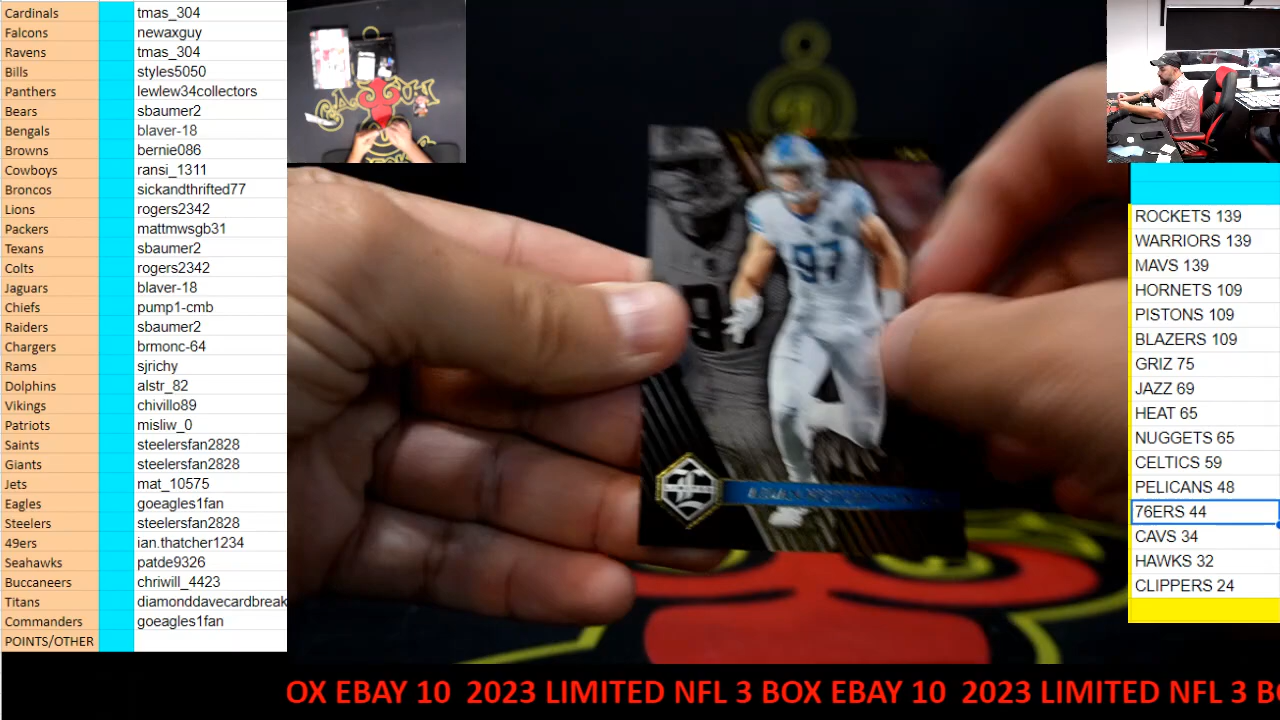 Cardinals tmas_304
Falcons newaxguy
Ravens tmas_304
Bills styles5050
Panthers lewlew34collectors
Bears sbaumer2
Bengals blaver-18
Browns bernie086
Cowboys ransi_1311
Broncos sickandthrifted77
Lions rogers2342
Packers mattmwsgb31
Texans sbaumer2
Colts rogers2342
Jaguars blaver-18
Chiefs pump1-cmb
Raiders sbaumer2
Chargers brmonc-64
Rams sjrichy
Dolphins alstr_82
Vikings chivillo89
Patriots misliw_0
Saints steelersfan2828
Giants steelersfan2828
Jets mat_10575
Eagles goeagles1fan
Steelers steelersfan2828
49ers ian.thatcher1234
Seahawks patde9326
Buccaneers chriwill_4423
Titans diamonddavecardbreak
Commanders goeagles1fan
POINTS/OTHER
97
ROCKETS 139
WARRIORS 139
MAVS 139
HORNETS 109
PISTONS 109
BLAZERS 109
GRIZ 75
JAZZ 69
HEAT 65
NUGGETS 65
CELTICS 59
PELICANS 48
76ERS 44
CAVS 34
HAWKS 32
CLIPPERS 24
OX EBAY 10 2023 LIMITED NFL 3 BOX EBAY 10 2023 LIMITED NFL 3 B